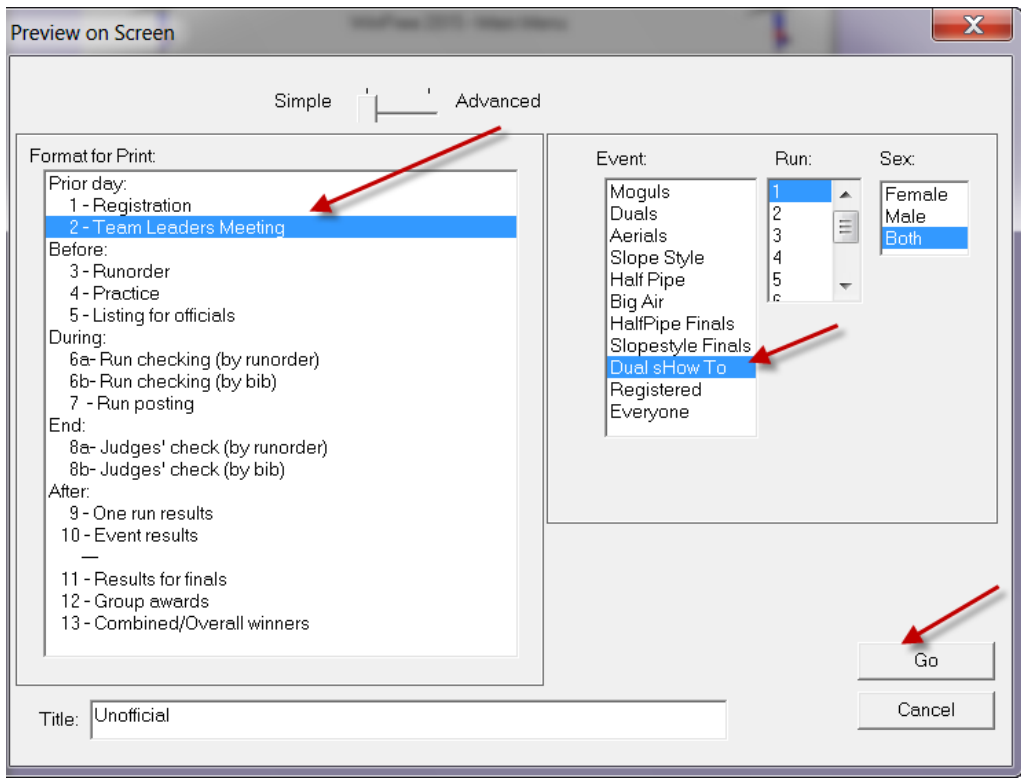 Preview on Screen
Simple Advanced
Format for Print:
Prior day:
1 - Registration
2 - Team Leaders Meeting
Before:
3 - Runorder
4 - Practice
5 - Listing for officials
During:
6a- Run checking (by runorder)
6b- Run checking (by bib)
7 - Run posting
End:
8a- Judges' check (by runorder)
8b- Judges' check (by bib)
After:
9 - One run results
10 - Event results
—
11 - Results for finals
12 - Group awards
13 - Combined/Overall winners
Event:
Moguls
Duals
Aerials
Slope Style
Half Pipe
Big Air
HalfPipe Finals
Slopestyle Finals
Dual sHow To
Registered
Everyone
Run:
1
2
3
4
5
Sex:
Female
Male
Both
Go
Cancel
Title: Unofficial